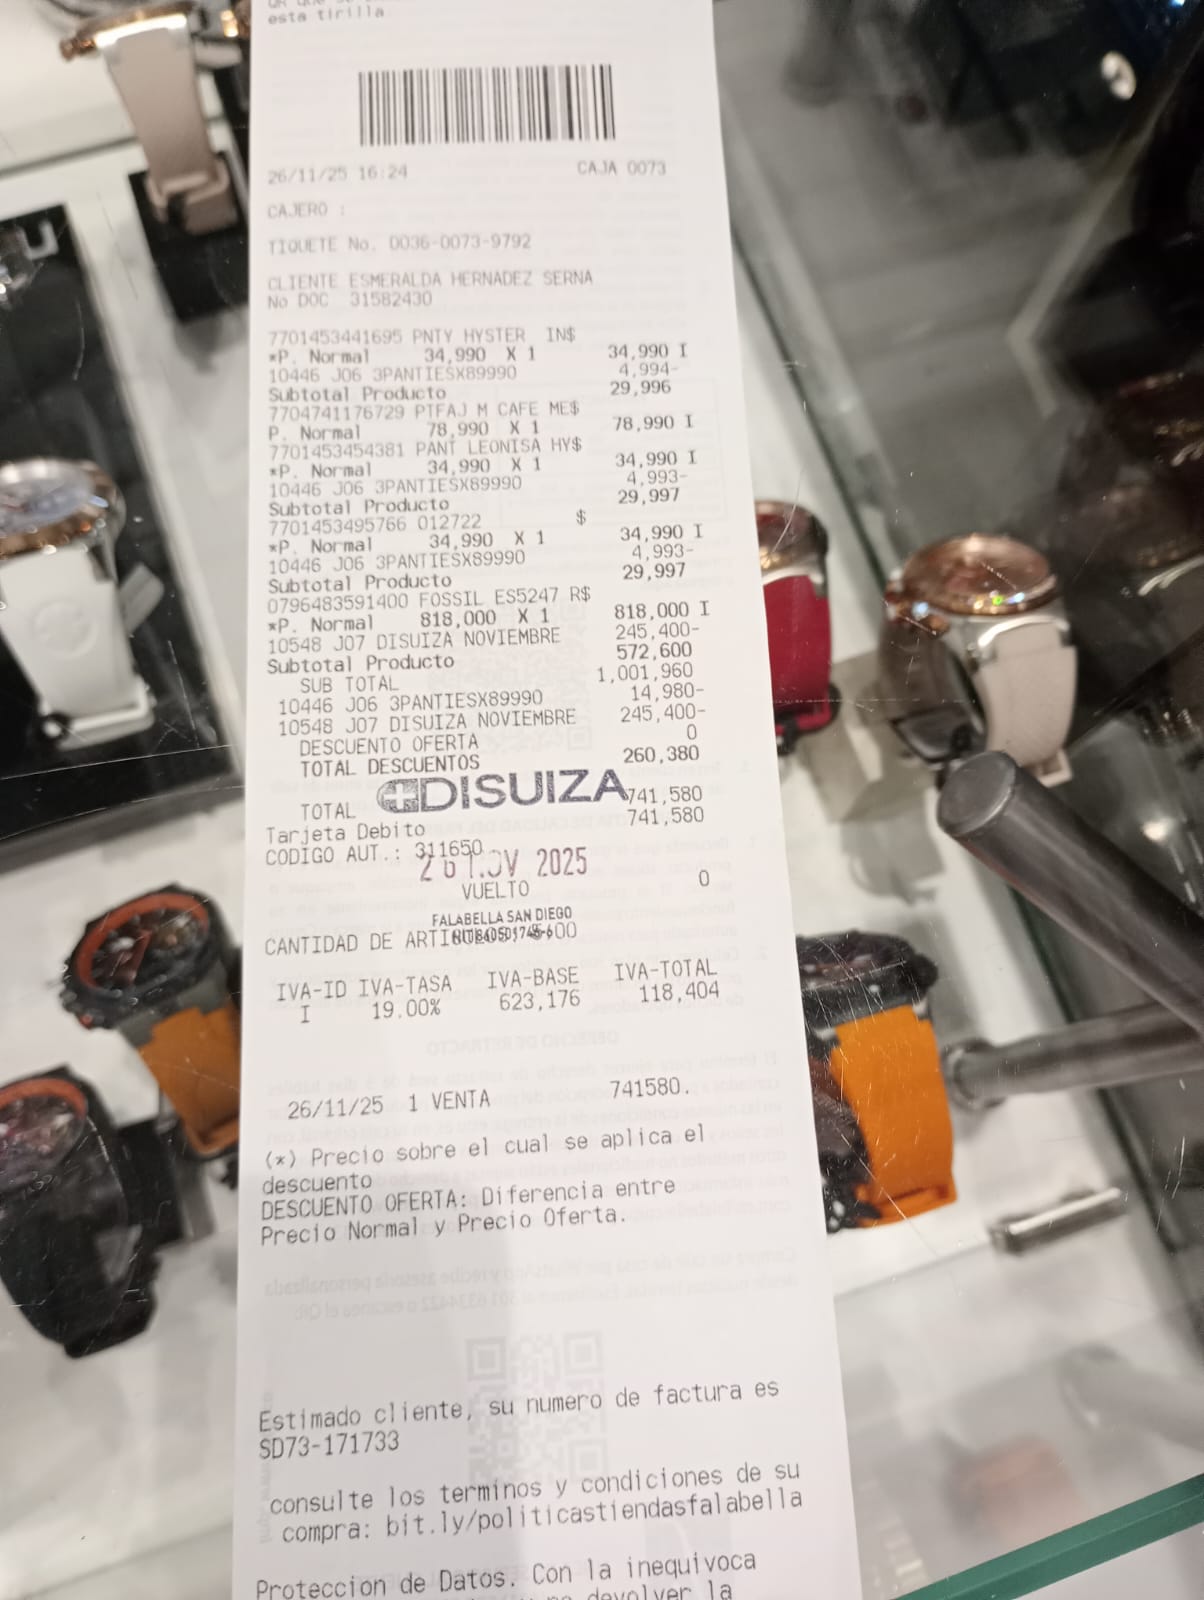 esta tirilla
26/11/25 16:24 CAJA 0073
CAJERO :
TIQUETE No. 0036-0073-9792
CLIENTE ESMERALDA HERNADEZ SERNA
No DOC 31582430
7701453441695 PNTY HYSTER IN$
*P. Normal 34,990 X 1 34,990 I
10446 J06 3PANTIESX89990 4,994-
Subtotal Producto 29,996
7704741176729 PTFAJ M CAFE ME$
P. Normal 78,990 X 1 78,990 I
7701453454381 PANT LEONISA HY$
*P. Normal 34,990 X 1 34,990 I
10446 J06 3PANTIESX89990 4,993-
Subtotal Producto 29,997
7701453495766 012722 $
*P. Normal 34,990 X 1 34,990 I
10446 J06 3PANTIESX89990 4,993-
Subtotal Producto 29,997
0796483591400 FOSSIL ES5247 R$
*P. Normal 818,000 X 1 818,000 I
10548 J07 DISUIZA NOVIEMBRE 245,400-
Subtotal Producto 572,600
SUB TOTAL 1,001,960
10446 J06 3PANTIESX89990 14,980-
10548 J07 DISUIZA NOVIEMBRE 245,400-
DESCUENTO OFERTA 0
TOTAL DESCUENTOS 260,380
DISUIZA
TOTAL 741,580
Tarjeta Debito 741,580
CODIGO AUT.: 311650
26 NOV 2025
VUELTO 0
FALABELLA SAN DIEGO
CANTIDAD DE
IVA-ID IVA-TASA IVA-BASE IVA-TOTAL
I 19.00% 623,176 118,404
26/11/25 1 VENTA 741580.
(*) Precio sobre el cual se aplica el
descuento
DESCUENTO OFERTA: Diferencia entre
Precio Normal y Precio Oferta.
Estimado cliente, su numero de factura es
SD73-171733
consulte los terminos y condiciones de su
compra: bit.ly/politicastiendasfalabella
Proteccion de Datos. Con la inequivoca
devolver la